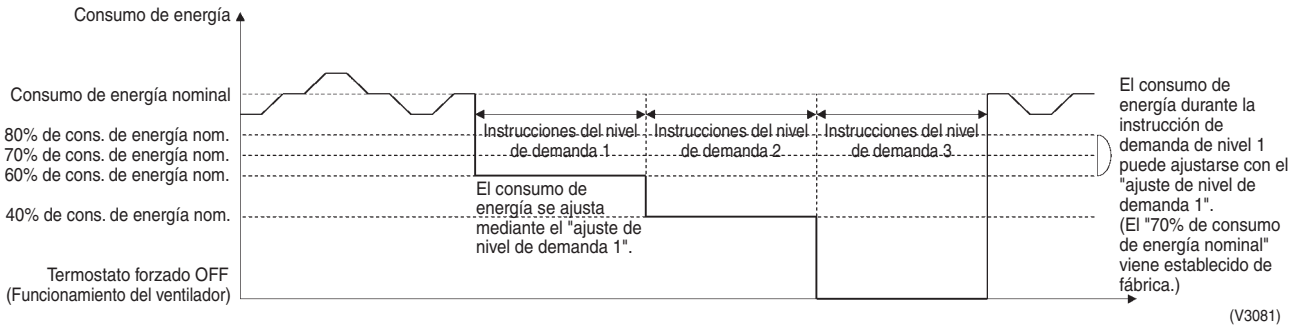 Consumo de energía
Consumo de energía nominal
80% de cons. de energía nom.
70% de cons. de energía nom.
60% de cons. de energía nom.
40% de cons. de energía nom.
Termostato forzado OFF
(Funcionamiento del ventilador)
Instrucciones del nivel
de demanda 1
Instrucciones del nivel
de demanda 2
Instrucciones del nivel
de demanda 3
El consumo de
energía se ajusta
mediante el "ajuste de
nivel de demanda 1".
El consumo de
energía durante la
instrucción de
demanda de nivel 1
puede ajustarse con el
"ajuste de nivel de
demanda 1".
(El "70% de consumo
de energía nominal"
viene establecido de
fábrica.)
(V3081)